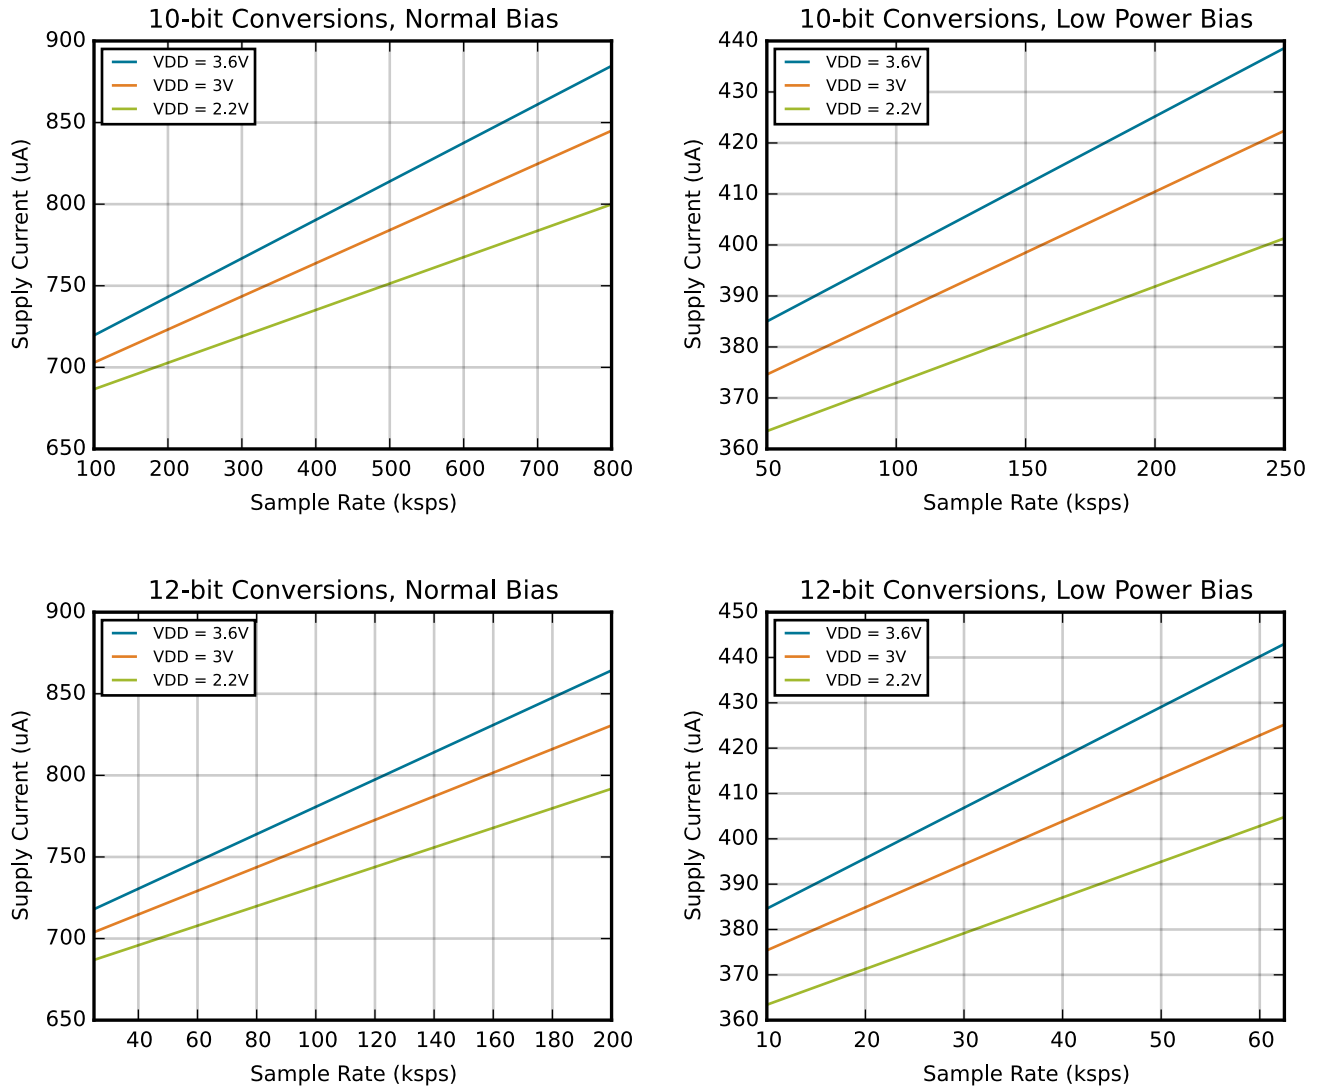 10-bit Conversions, Normal Bias
900
850
800
750
700
650
Supply Current (uA)
VDD = 3.6V
VDD = 3V
VDD = 2.2V
100 200 300 400 500 600 700 800
Sample Rate (ksps)
10-bit Conversions, Low Power Bias
440
430
420
410
400
390
380
370
360
Supply Current (uA)
VDD = 3.6V
VDD = 3V
VDD = 2.2V
50 100 150 200 250
Sample Rate (ksps)
12-bit Conversions, Normal Bias
900
850
800
750
700
650
Supply Current (uA)
VDD = 3.6V
VDD = 3V
VDD = 2.2V
40 60 80 100 120 140 160 180 200
Sample Rate (ksps)
12-bit Conversions, Low Power Bias
450
440
430
420
410
400
390
380
370
360
Supply Current (uA)
VDD = 3.6V
VDD = 3V
VDD = 2.2V
10 20 30 40 50 60
Sample Rate (ksps)